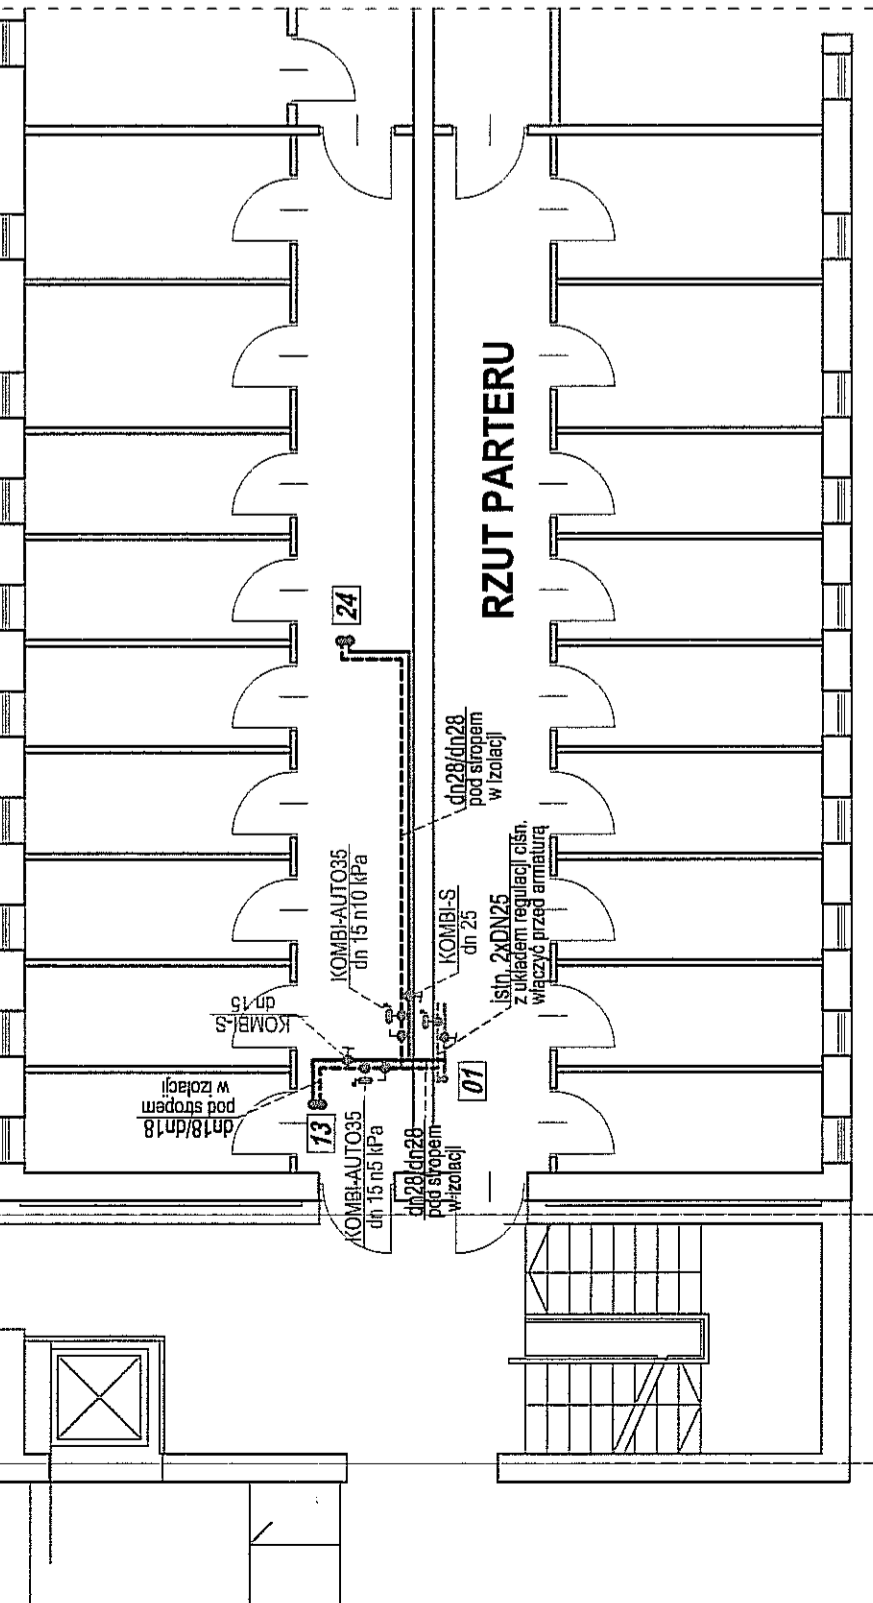 RZUT PARTERU
24
dn28/dn28
pod stropem
w izolacji
KOMBI-AUTO35
dn 15 n10 kPa
KOMBI-S
dn 25
istn. 2xDN25
z układem regulacji ciśn.
włączyć przed armaturą
KOMBI-S
dn 15
dn18/dn18
pod stropem
w izolacji
13
01
KOMBI-AUTO35
dn 15 n5 kPa
dn28/dn28
pod stropem
w izolacji